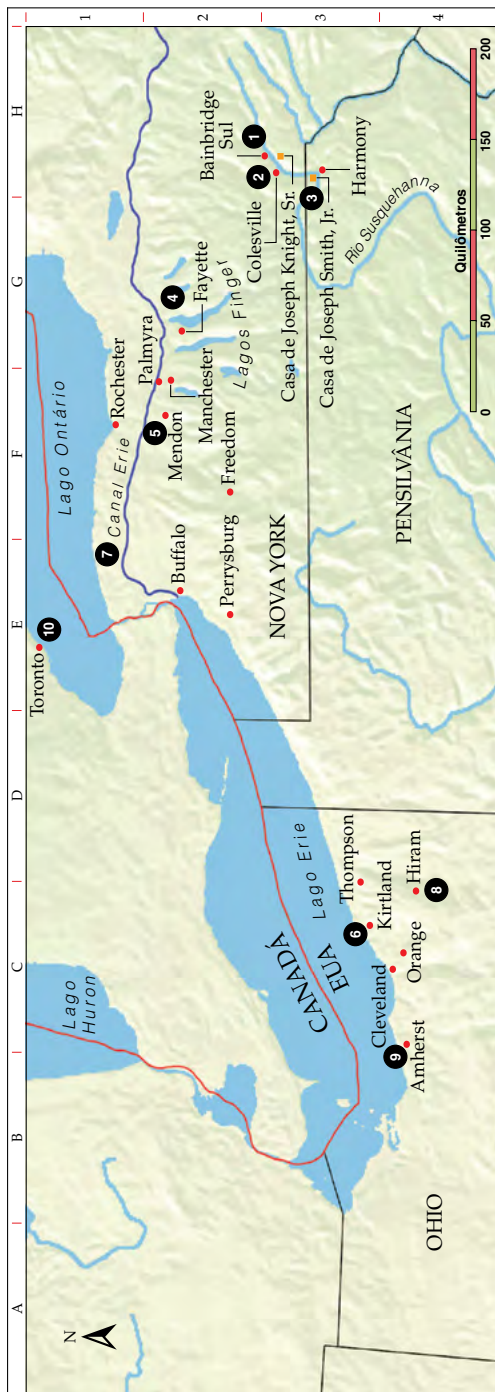 A
B
C
D
E
F
G
H
1
2
3
4
N
Lago
Huron
Toronto
10
Lago Ontário
Rochester
7
Canal Erie
Palmyra
5
Mendon
Manchester
4
Fayette
Lagos Finger
Buffalo
Perrysburg
Freedom
1
Bainbridge
Sul
2
Colesville
Casa de Joseph Knight, Sr.
3
Casa de Joseph Smith, Jr.
Harmony
Rio Susquehanna
NOVA YORK
PENSILVÂNIA
CANADÁ
EUA
Lago Erie
Thompson
6
Kirtland
Hiram
8
Cleveland
Orange
9
Amherst
OHIO
Quilômetros
0
50
100
150
200